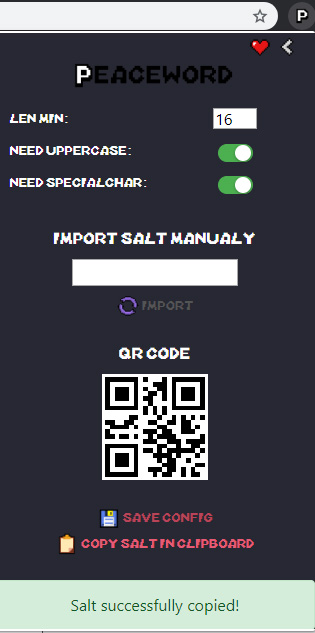 P
PEACEWORD
LEN MIN:
16
NEED UPPERCASE:
NEED SPECIALCHAR:
IMPORT SALT MANUALY
IMPORT
QR CODE
SAVE CONFIG
COPY SALT IN CLIPBOARD
Salt successfully copied!